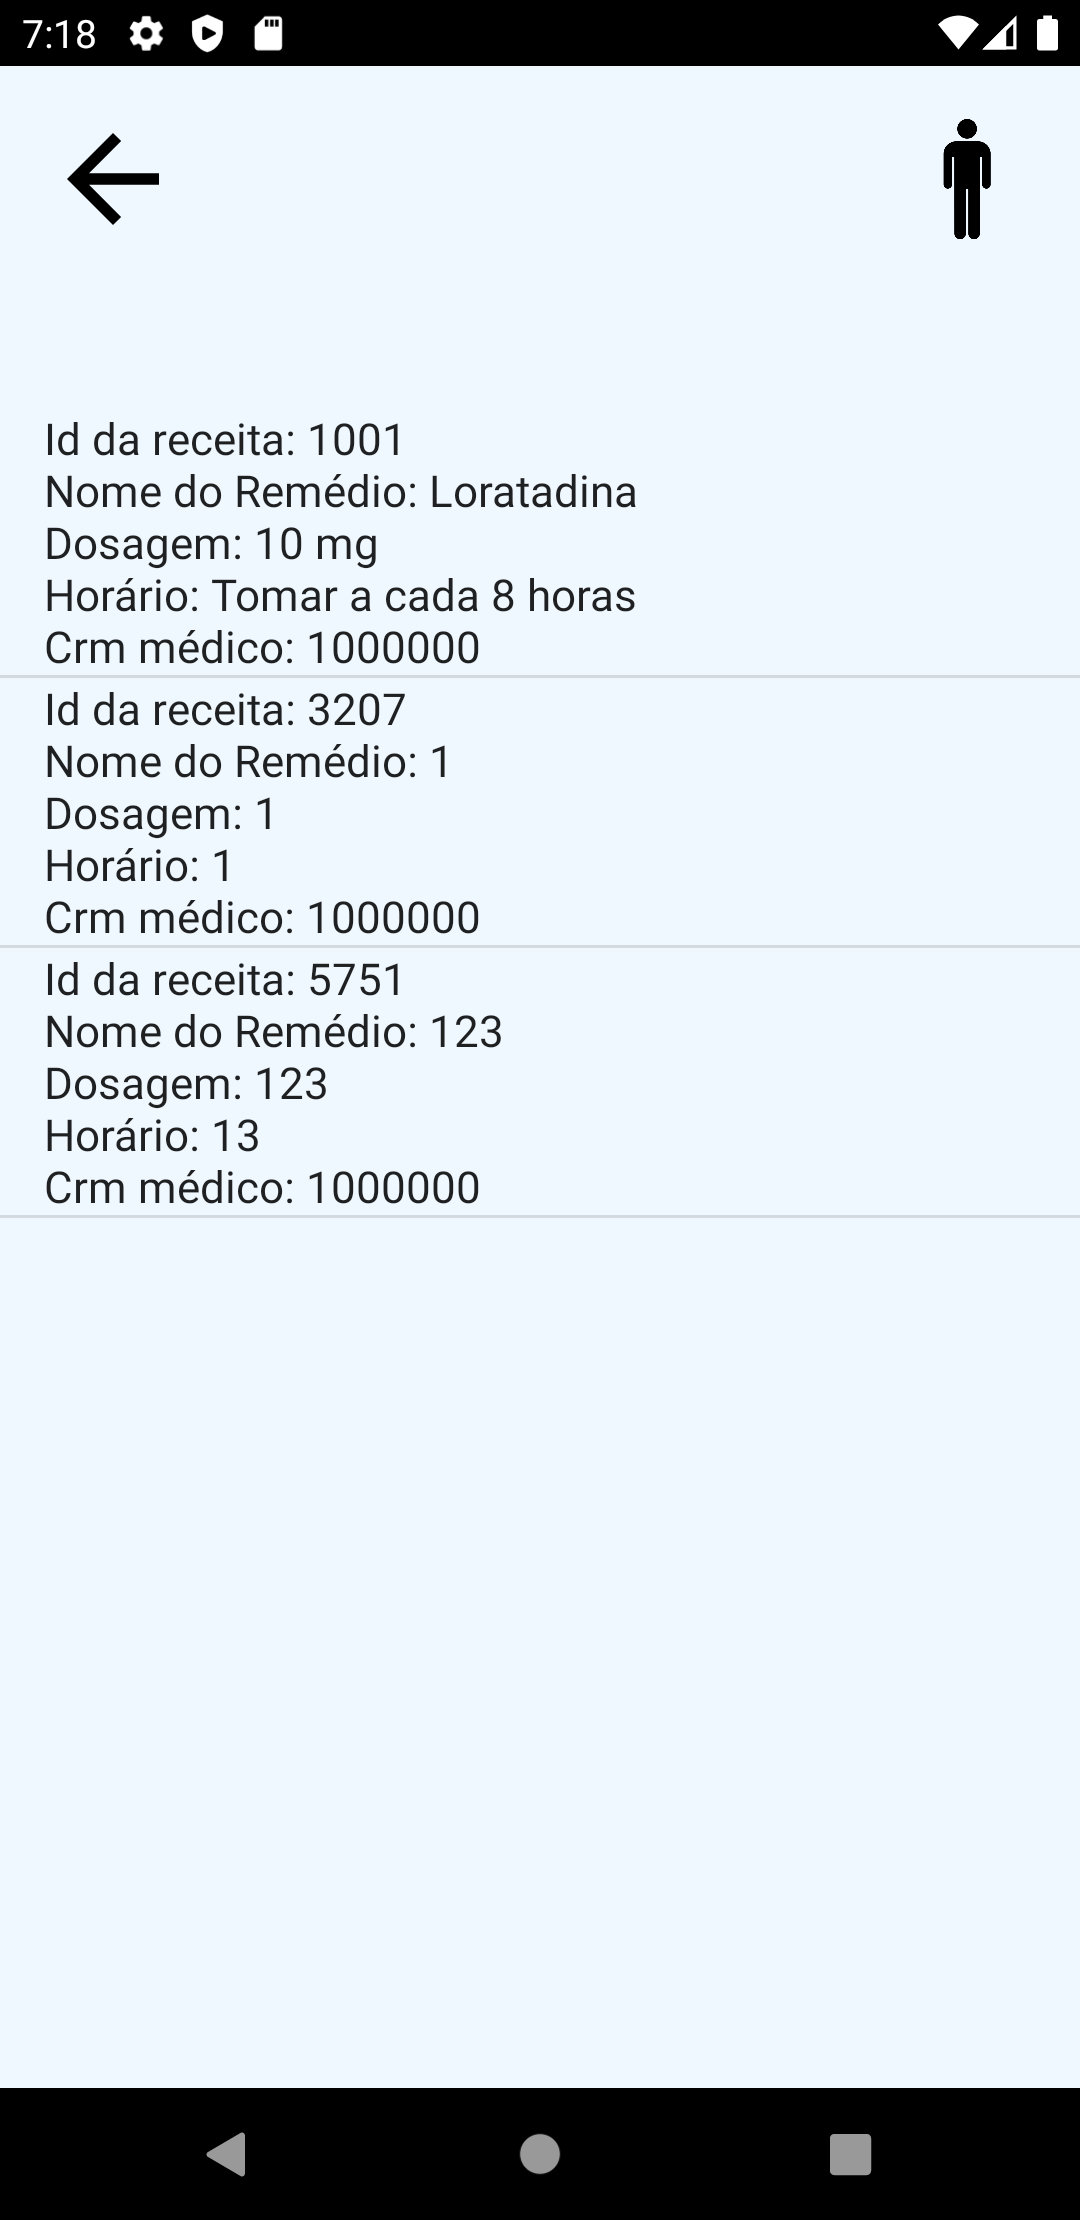 7:18
Id da receita: 1001
Nome do Remédio: Loratadina
Dosagem: 10 mg
Horário: Tomar a cada 8 horas
Crm médico: 1000000
Id da receita: 3207
Nome do Remédio: 1
Dosagem: 1
Horário: 1
Crm médico: 1000000
Id da receita: 5751
Nome do Remédio: 123
Dosagem: 123
Horário: 13
Crm médico: 1000000